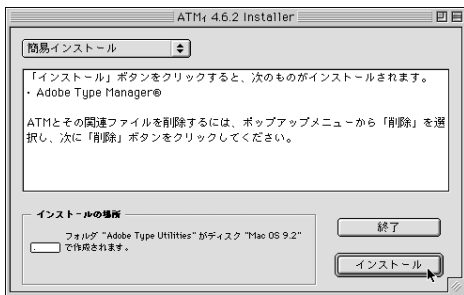 ATM₄ 4.6.2 Installer
簡易インストール
「インストール」ボタンをクリックすると、次のものがインストールされます。
• Adobe Type Manager®
ATMとその関連ファイルを削除するには、ポップアップメニューから「削除」を選
択し、次に「削除」ボタンをクリックしてください。
インストールの場所
フォルダ "Adobe Type Utilities" がディスク "Mac OS 9.2"
で作成されます。
終了
インストール